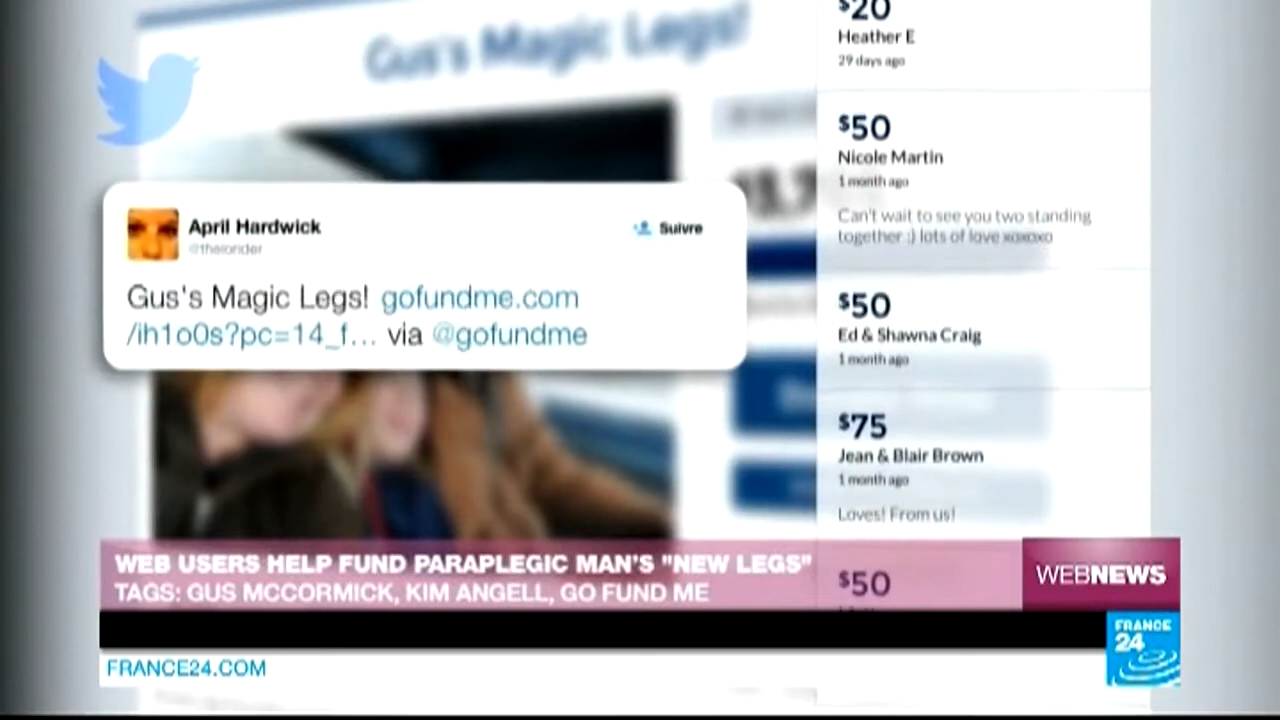 Gus's Magic Legs!
$20
Heather E
29 days ago
$50
Nicole Martin
1 month ago
Can't wait to see you two standing
together :) lots of love xoxoxo
$50
Ed & Shawna Craig
1 month ago
$75
Jean & Blair Brown
1 month ago
Loves! From us!
$50
April Hardwick
Suivre
Gus's Magic Legs! gofundme.com
/ih1o0s?pc=14_f... via @gofundme
WEB USERS HELP FUND PARAPLEGIC MAN'S "NEW LEGS"
TAGS: GUS MCCORMICK, KIM ANGELL, GO FUND ME
WEBNEWS
FRANCE
24
FRANCE24.COM